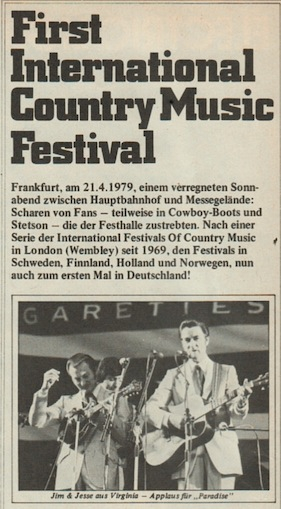 First
International
Country Music
Festival
Frankfurt, am 21.4.1979, einem verregneten Sonn-
abend zwischen Hauptbahnhof und Messegelände:
Scharen von Fans – teilweise in Cowboy-Boots und
Stetson – die der Festhalle zustrebten. Nach einer
Serie der International Festivals Of Country Music
in London (Wembley) seit 1969, den Festivals in
Schweden, Finnland, Holland und Norwegen, nun
auch zum ersten Mal in Deutschland!
GARETTES
Jim & Jesse aus Virginia – Applaus für „Paradise"